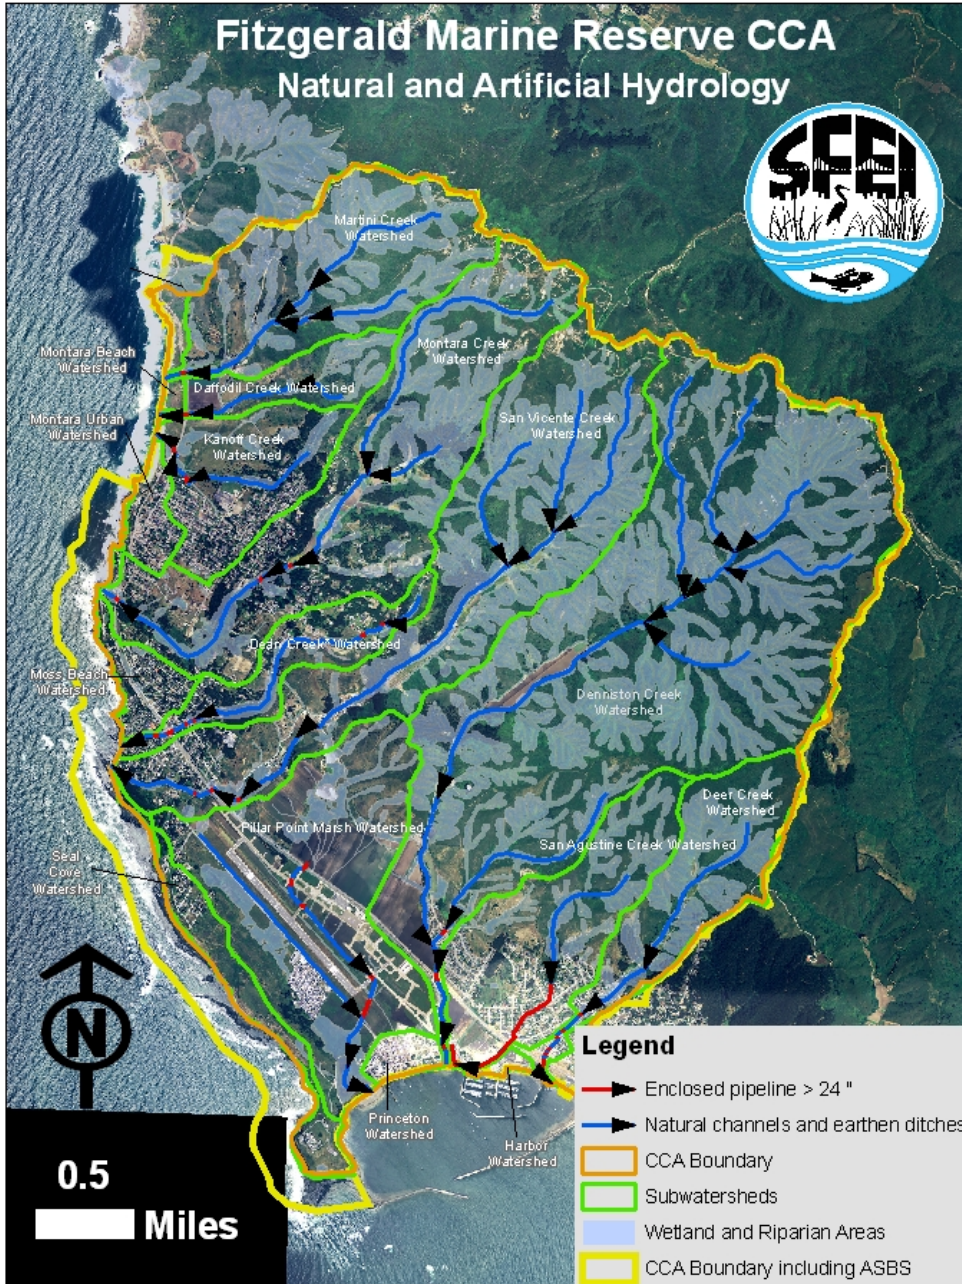 Fitzgerald Marine Reserve CCA
Natural and Artificial Hydrology
SFEI
Martini Creek
Watershed
Montara Creek
Watershed
Montara Beach
Watershed
Daffodil Creek Watershed
Montara Urban
Watershed
Kanoff Creek
Watershed
San Vicente Creek
Watershed
Dean Creek Watershed
Moss Beach
Watershed
Denniston Creek
Watershed
Deer Creek
Watershed
Pillar Point Marsh Watershed
San Agustine Creek Watershed
Seal
Cove
Watershed
N
Princeton
Watershed
Harbor
Watershed
0.5
Miles
Legend
Enclosed pipeline > 24 "
Natural channels and earthen ditches
CCA Boundary
Subwatersheds
Wetland and Riparian Areas
CCA Boundary including ASBS